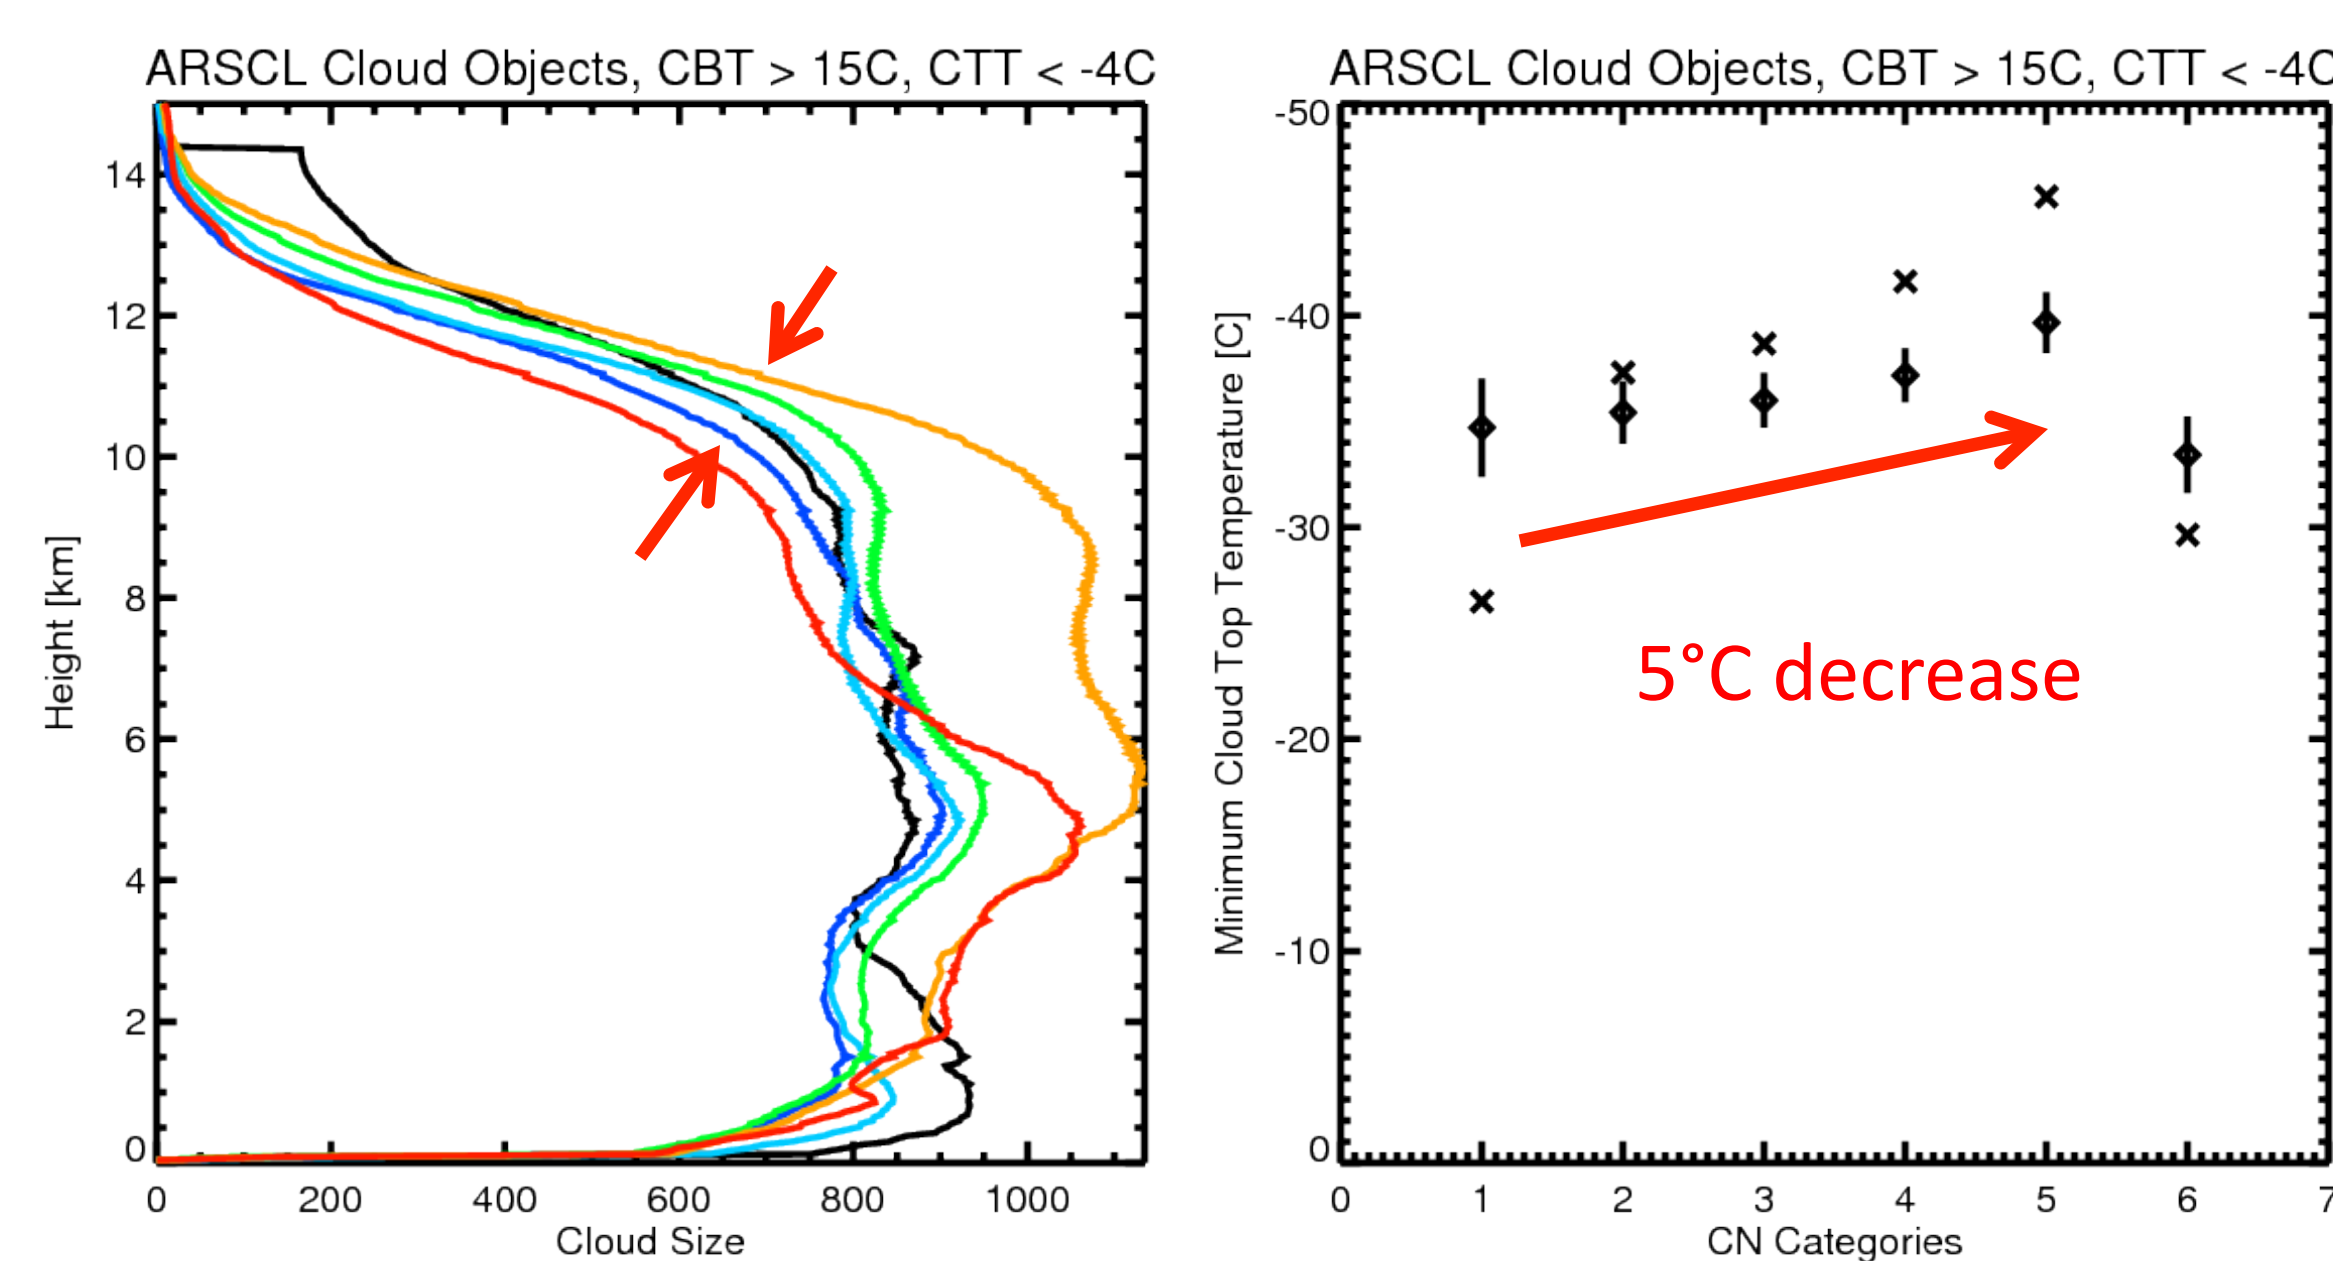 ARSCL Cloud Objects, CBT > 15C, CTT < -4C
14
12
10
8
6
4
2
0
Height [km]
0 200 400 600 800 1000
Cloud Size
ARSCL Cloud Objects, CBT > 15C, CTT < -4C
-50
-40
-30
-20
-10
0
Minimum Cloud Top Temperature [C]
5°C decrease
0 1 2 3 4 5 6 7
CN Categories